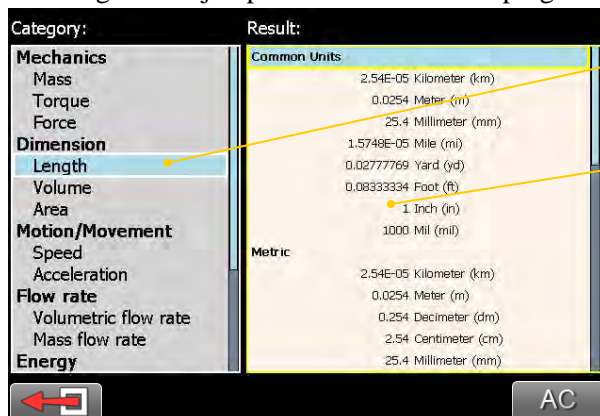 Category:
Result:
Mechanics
Mass
Torque
Force
Dimension
Length
Volume
Area
Motion/Movement
Speed
Acceleration
Flow rate
Volumetric flow rate
Mass flow rate
Energy
Common Units
2.54E-05 Kilometer (km)
0.0254 Meter (m)
25.4 Millimeter (mm)
1.5748E-05 Mile (mi)
0.02777769 Yard (yd)
0.08333334 Foot (ft)
1 Inch (in)
1000 Mil (mil)
Metric
2.54E-05 Kilometer (km)
0.0254 Meter (m)
0.254 Decimeter (dm)
2.54 Centimeter (cm)
25.4 Millimeter (mm)
AC